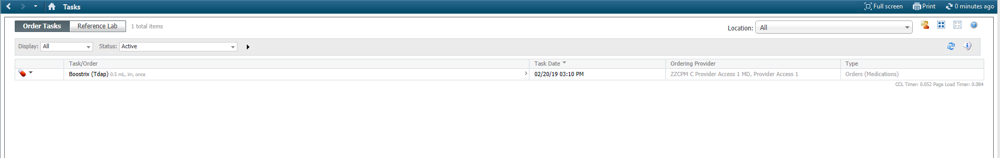 Tasks
Full screen Print 0 minutes ago
Order Tasks Reference Lab 1 total items
Location: All
Display: All Status: Active
Task/Order Task Date Ordering Provider Type
Boostrix (Tdap) 0.5 mL, im, once 02/20/19 03:10 PM ZZCPM C Provider Access 1 MD, Provider Access 1 Orders (Medications)
CCL Timer: 0.052 Page Load Timer: 0.084